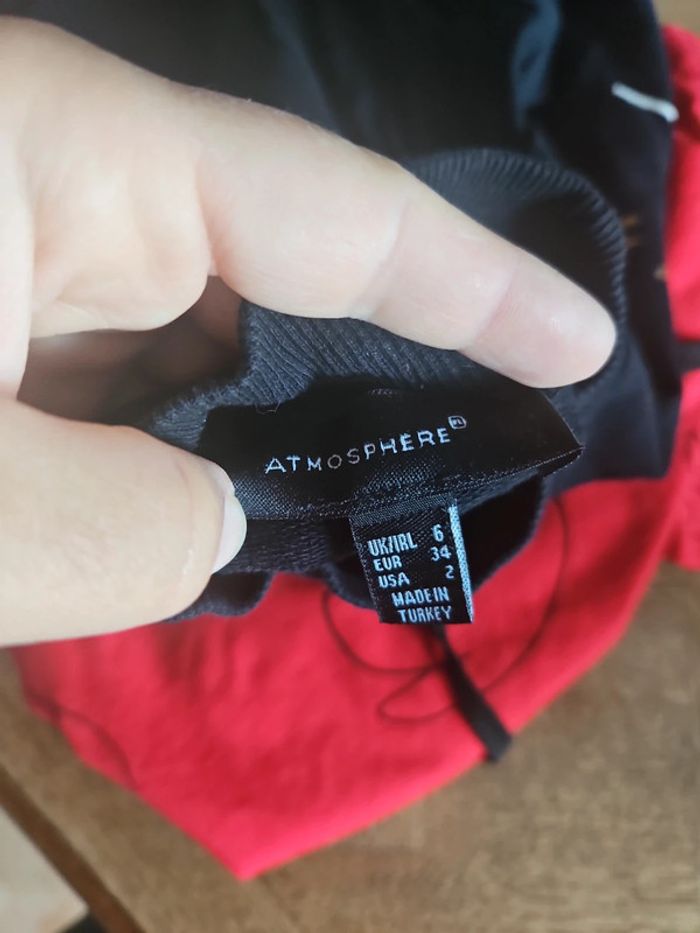 ATMOSPHERE
UK/IRL 6
EUR 34
USA 2
MADE IN
TURKEY